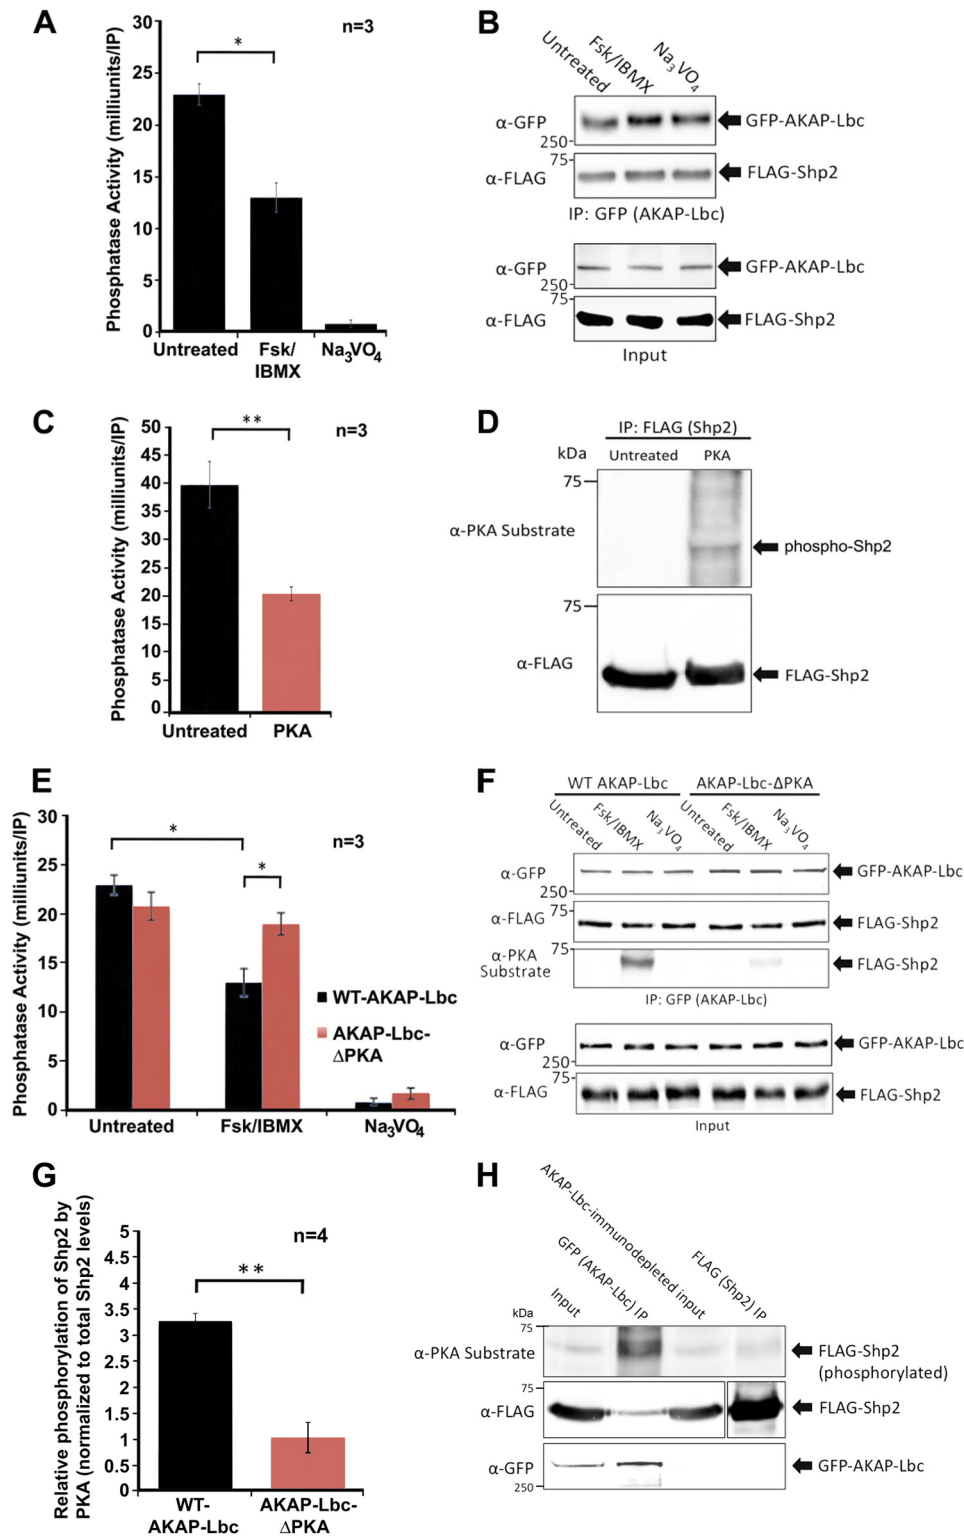 A
n=3
*
Phosphatase Activity (milliunits/IP)
30
25
20
15
10
5
0
Untreated
Fsk/
IBMX
Na3VO4
B
Untreated
Fsk/IBMX
Na3VO4
α-GFP
250
GFP-AKAP-Lbc
75
α-FLAG
FLAG-Shp2
IP: GFP (AKAP-Lbc)
α-GFP
250
GFP-AKAP-Lbc
75
α-FLAG
FLAG-Shp2
Input
C
n=3
**
Phosphatase Activity (milliunits/IP)
50
45
40
35
30
25
20
15
10
5
0
Untreated
PKA
D
IP: FLAG (Shp2)
kDa
Untreated
PKA
75
α-PKA Substrate
phospho-Shp2
75
α-FLAG
FLAG-Shp2
E
n=3
*
*
Phosphatase Activity (milliunits/IP)
30
25
20
15
10
5
0
WT-AKAP-Lbc
AKAP-Lbc-
ΔPKA
Untreated
Fsk/IBMX
Na3VO4
F
WT AKAP-Lbc
AKAP-Lbc-ΔPKA
Untreated
Fsk/IBMX
Na3VO4
Untreated
Fsk/IBMX
Na3VO4
α-GFP
250
GFP-AKAP-Lbc
75
α-FLAG
FLAG-Shp2
75
α-PKA
Substrate
FLAG-Shp2
IP: GFP (AKAP-Lbc)
α-GFP
250
GFP-AKAP-Lbc
75
α-FLAG
FLAG-Shp2
Input
G
n=4
**
Relative phosphorylation of Shp2 by
PKA (normalized to total Shp2 levels)
5
4.5
4
3.5
3
2.5
2
1.5
1
0.5
0
WT-
AKAP-Lbc
AKAP-Lbc-
ΔPKA
H
Input
GFP (AKAP-Lbc) IP
AKAP-Lbc-immunodepleted input
FLAG (Shp2) IP
kDa
75
α-PKA Substrate
FLAG-Shp2
(phosphorylated)
75
α-FLAG
FLAG-Shp2
α-GFP
250
GFP-AKAP-Lbc